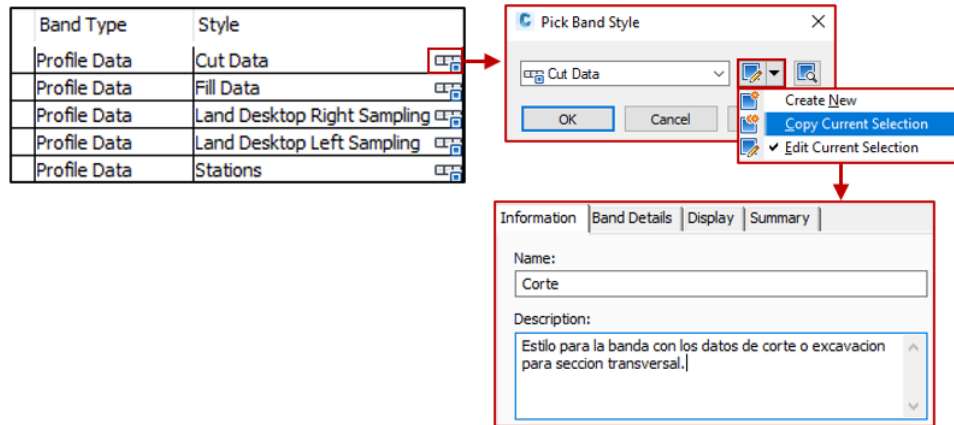 Band Type Style
Profile Data Cut Data
Profile Data Fill Data
Profile Data Land Desktop Right Sampling
Profile Data Land Desktop Left Sampling
Profile Data Stations
C Pick Band Style
Cut Data
OK Cancel
Create New
Copy Current Selection
Edit Current Selection
Information Band Details Display Summary
Name:
Corte
Description:
Estilo para la banda con los datos de corte o excavacion
para seccion transversal.